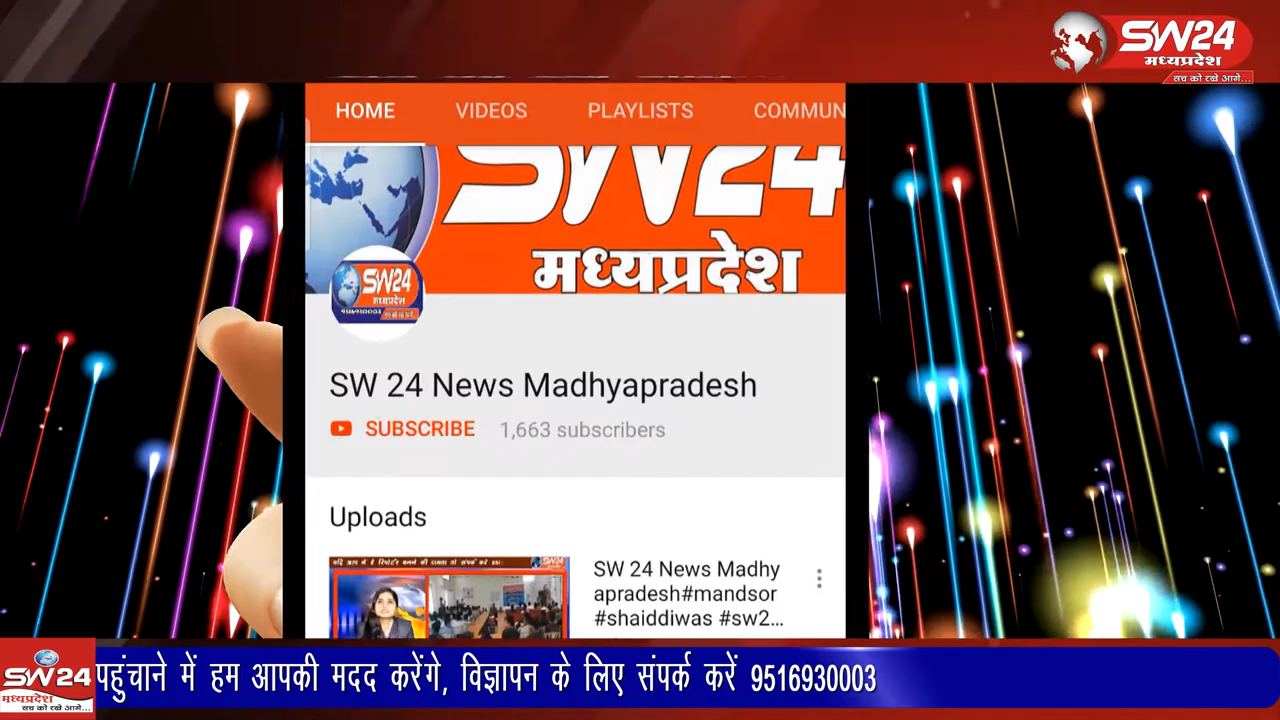 SW24
मध्यप्रदेश
सच को रखे आगे...
HOME VIDEOS PLAYLISTS COMMUN
SW24
मध्यप्रदेश
SW24
मध्यप्रदेश
9516930003
SW 24 News Madhyapradesh
SUBSCRIBE 1,663 subscribers
Uploads
SW 24 News Madhy
apradesh#mandsor
#shaiddiwas #sw2...
SW24
मध्यप्रदेश
सच को रखे आगे...
पहुंचाने में हम आपकी मदद करेंगे, विज्ञापन के लिए संपर्क करें 9516930003